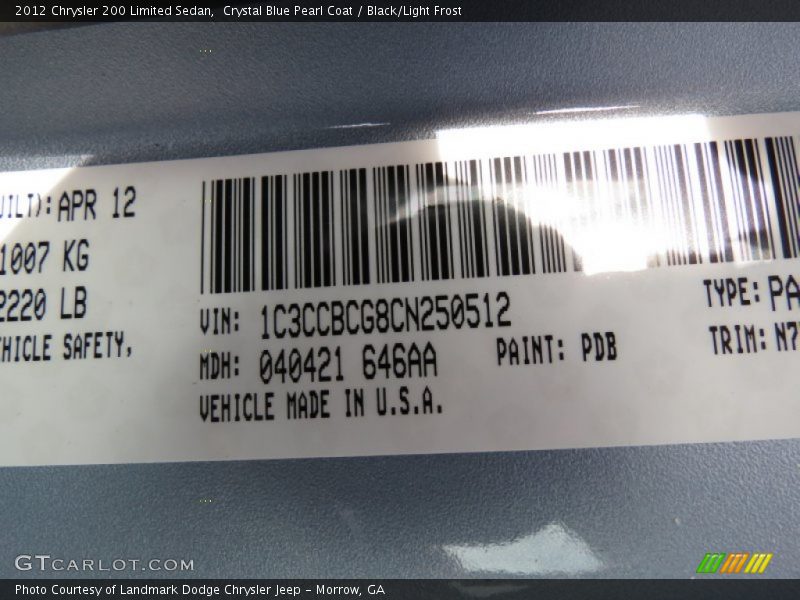 2012 Chrysler 200 Limited Sedan,  Crystal Blue Pearl Coat / Black/Light Frost
UILT): APR 12
1007 KG
2220 LB
EHICLE SAFETY,
VIN: 1C3CCBCG8CN250512
MDH: 040421 646AA
PAINT: PDB
VEHICLE MADE IN U.S.A.
TYPE: PA
TRIM: N7
GTCARLOT.COM
Photo Courtesy of Landmark Dodge Chrysler Jeep – Morrow, GA